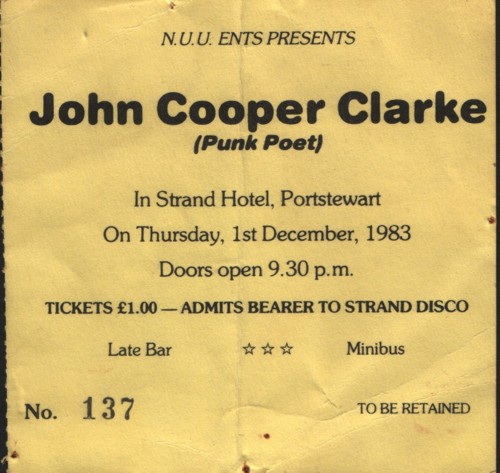 N.U.U. ENTS PRESENTS
John Cooper Clarke
(Punk Poet)
In Strand Hotel, Portstewart
On Thursday, 1st December, 1983
Doors open 9.30 p.m.
TICKETS £1.00 — ADMITS BEARER TO STRAND DISCO
Late Bar ☆☆☆ Minibus
No. 137 TO BE RETAINED